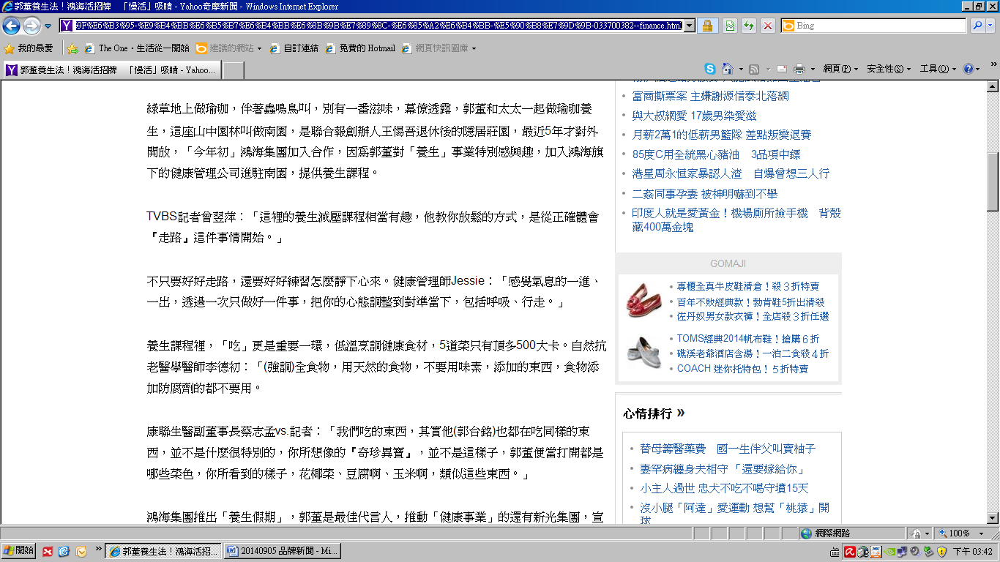 郭董養生法！鴻海活招牌　「慢活」吸睛 - Yahoo奇摩新聞 - Windows Internet Explorer
9F%E6%B3%95-%E9%B4%BB%E6%B5%B7%E6%B4%BB%E6%8B%9B%E7%89%8C-%E6%85%A2%E6%B4%BB-%E5%90%B8%E7%9D%9B-033700382--finance.htm
Bing
我的最愛
The One・生活從一開始
建議的網站
自訂連結
免費的 Hotmail
網頁快訊圖庫
郭董養生法！鴻海活招牌　「慢活」吸睛 - Yahoo...
網頁(P)
安全性(S)
工具(O)
綠草地上做瑜珈，伴著蟲鳴鳥叫，別有一番滋味，幕僚透露，郭董和太太一起做瑜珈養
生，這座山中園林叫做南園，是聯合報創辦人王惕吾退休後的隱居莊園，最近5年才對外
開放，「今年初」鴻海集團加入合作，因為郭董對「養生」事業特別感興趣，加入鴻海旗
下的健康管理公司進駐南園，提供養生課程。
TVBS記者曾翌萍：「這裡的養生減壓課程相當有趣，他教你放鬆的方式，是從正確體會
『走路』這件事情開始。」
不只要好好走路，還要好好練習怎麼靜下心來。健康管理師Jessie：「感覺氣息的一進、
一出，透過一次只做好一件事，把你的心態調整到對準當下，包括呼吸、行走。」
養生課程裡，「吃」更是重要一環，低溫烹調健康食材，5道菜只有頂多500大卡。自然抗
老醫學醫師李德初：「(強調)全食物，用天然的食物，不要用味素，添加的東西，食物添
加防腐劑的都不要用。
康聯生醫副董事長蔡志孟vs.記者：「我們吃的東西，其實他(郭台銘)也都在吃同樣的東
西，並不是什麼很特別的，你所想像的『奇珍異寶』，並不是這樣子，郭董便當打開都是
哪些菜色，你所看到的樣子，花椰菜、豆腐啊、玉米啊，類似這些東西。」
鴻海集團推出「養生假期」，郭董是最佳代言人，推動「健康事業」的還有新光集團，宣
富商撕票案 主嫌謝源信泰北落網
與大叔網愛 17歲男染愛滋
月薪2萬1的低薪男籃隊 差點叛變退賽
85度C用全統黑心豬油　3品項中鏢
港星周永恒家暴認人渣　自爆曾想三人行
二姦同事孕妻 被神明嚇到不舉
印度人就是愛黃金！機場廁所撿手機　背殼
藏400萬金塊
GOMAJI
專櫃全真牛皮鞋清倉！殺３折特賣
百年不敗經典款！勃肯鞋5折出清殺
佐丹奴男女款衣褲！全店殺３折任選
TOMS經典2014帆布鞋！搶購６折
礁溪老爺酒店含湯！一泊二食殺４折
COACH 迷你托特包！５折特賣
心情排行 »
替母籌醫藥費　國一生伴父叫賣柚子
妻罕病纏身夫相守 「還要嫁給你」
小主人過世 忠犬不吃不喝守墳15天
沒小腿「阿達」愛運動 想幫「桃猿」開
球
網際網路
100%
開始
郭董養生法！鴻海活招...
20140905 品牌新聞 - Mi...
下午 03:42